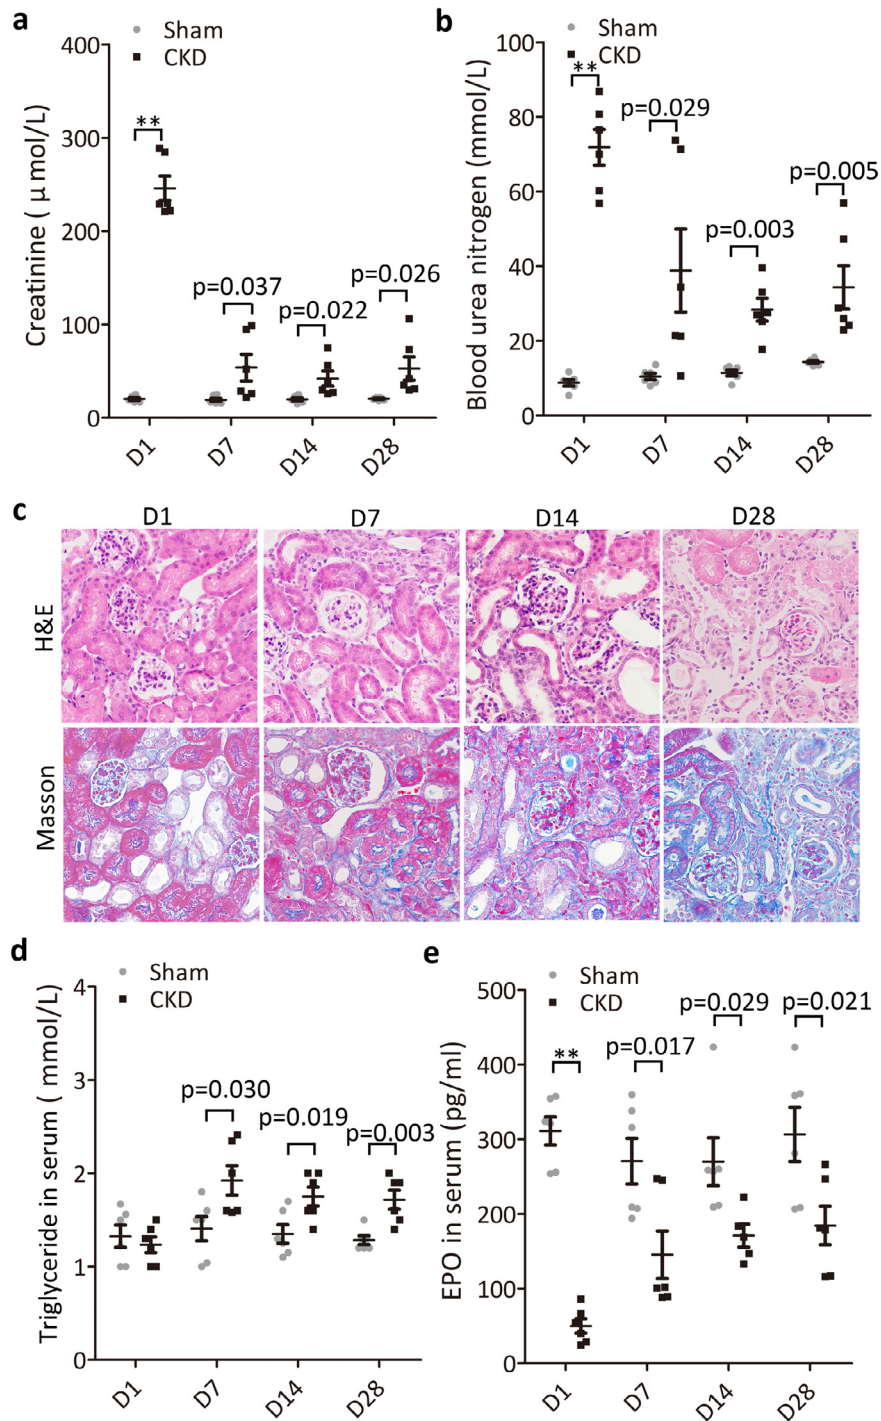 a
Sham
CKD
Creatinine ( μ mol/L)
400
300
200
100
0
**
p=0.037
p=0.022
p=0.026
D1
D7
D14
D28
b
Sham
CKD
Blood urea nitrogen (mmol/L)
100
80
60
40
20
0
**
p=0.029
p=0.003
p=0.005
D1
D7
D14
D28
c
D1
D7
D14
D28
H&E
Masson
d
Sham
CKD
Triglyceride in serum ( mmol/L)
4
3
2
1
0
p=0.030
p=0.019
p=0.003
D1
D7
D14
D28
e
Sham
CKD
EPO in serum (pg/ml)
500
400
300
200
100
0
**
p=0.017
p=0.029
p=0.021
D1
D7
D14
D28